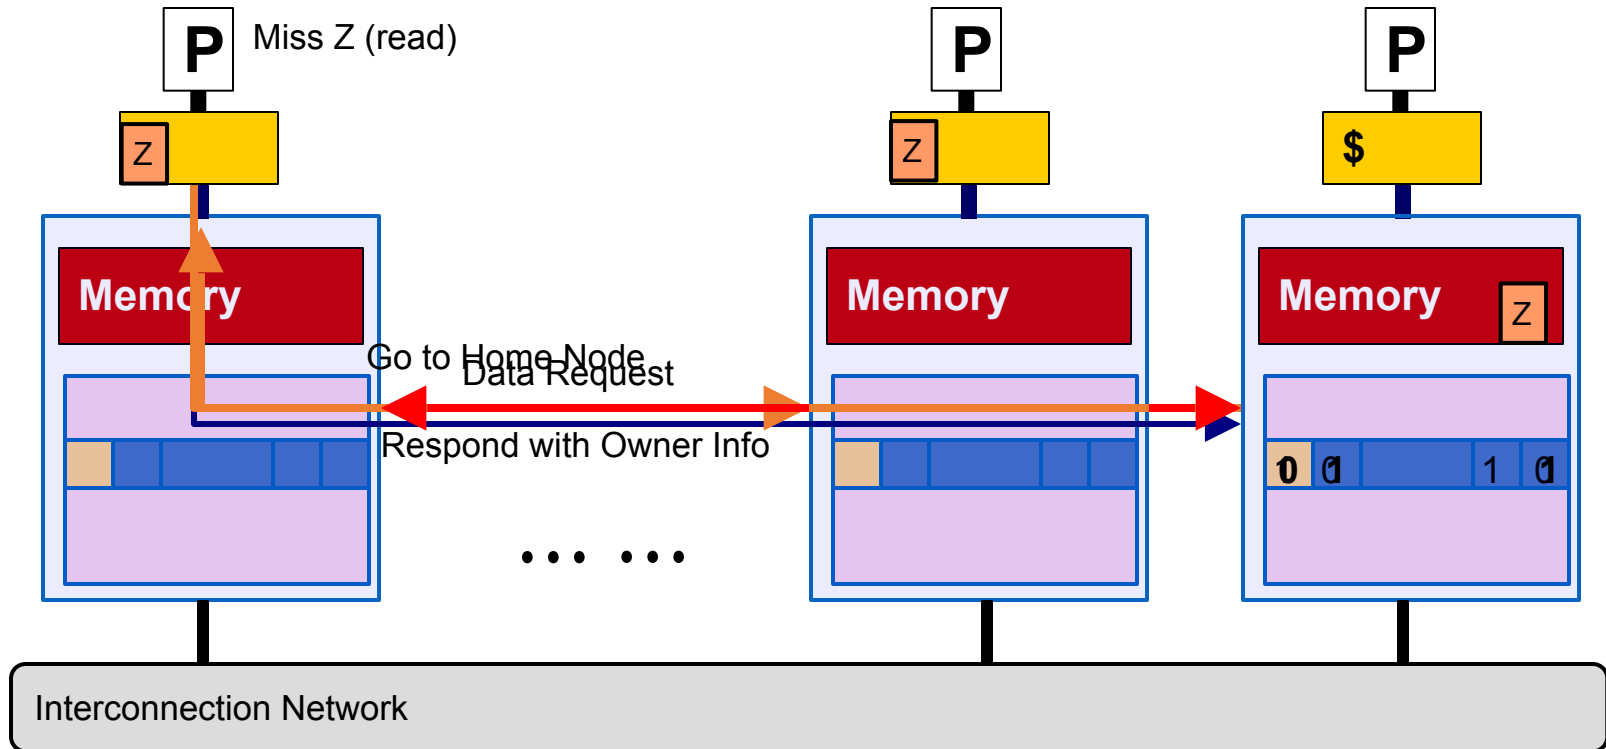 P Miss Z (read) P P
Z Z $
Memory Memory Memory Z
Go to Home Node
Data Request
Respond with Owner Info
1
... ...
Interconnection Network